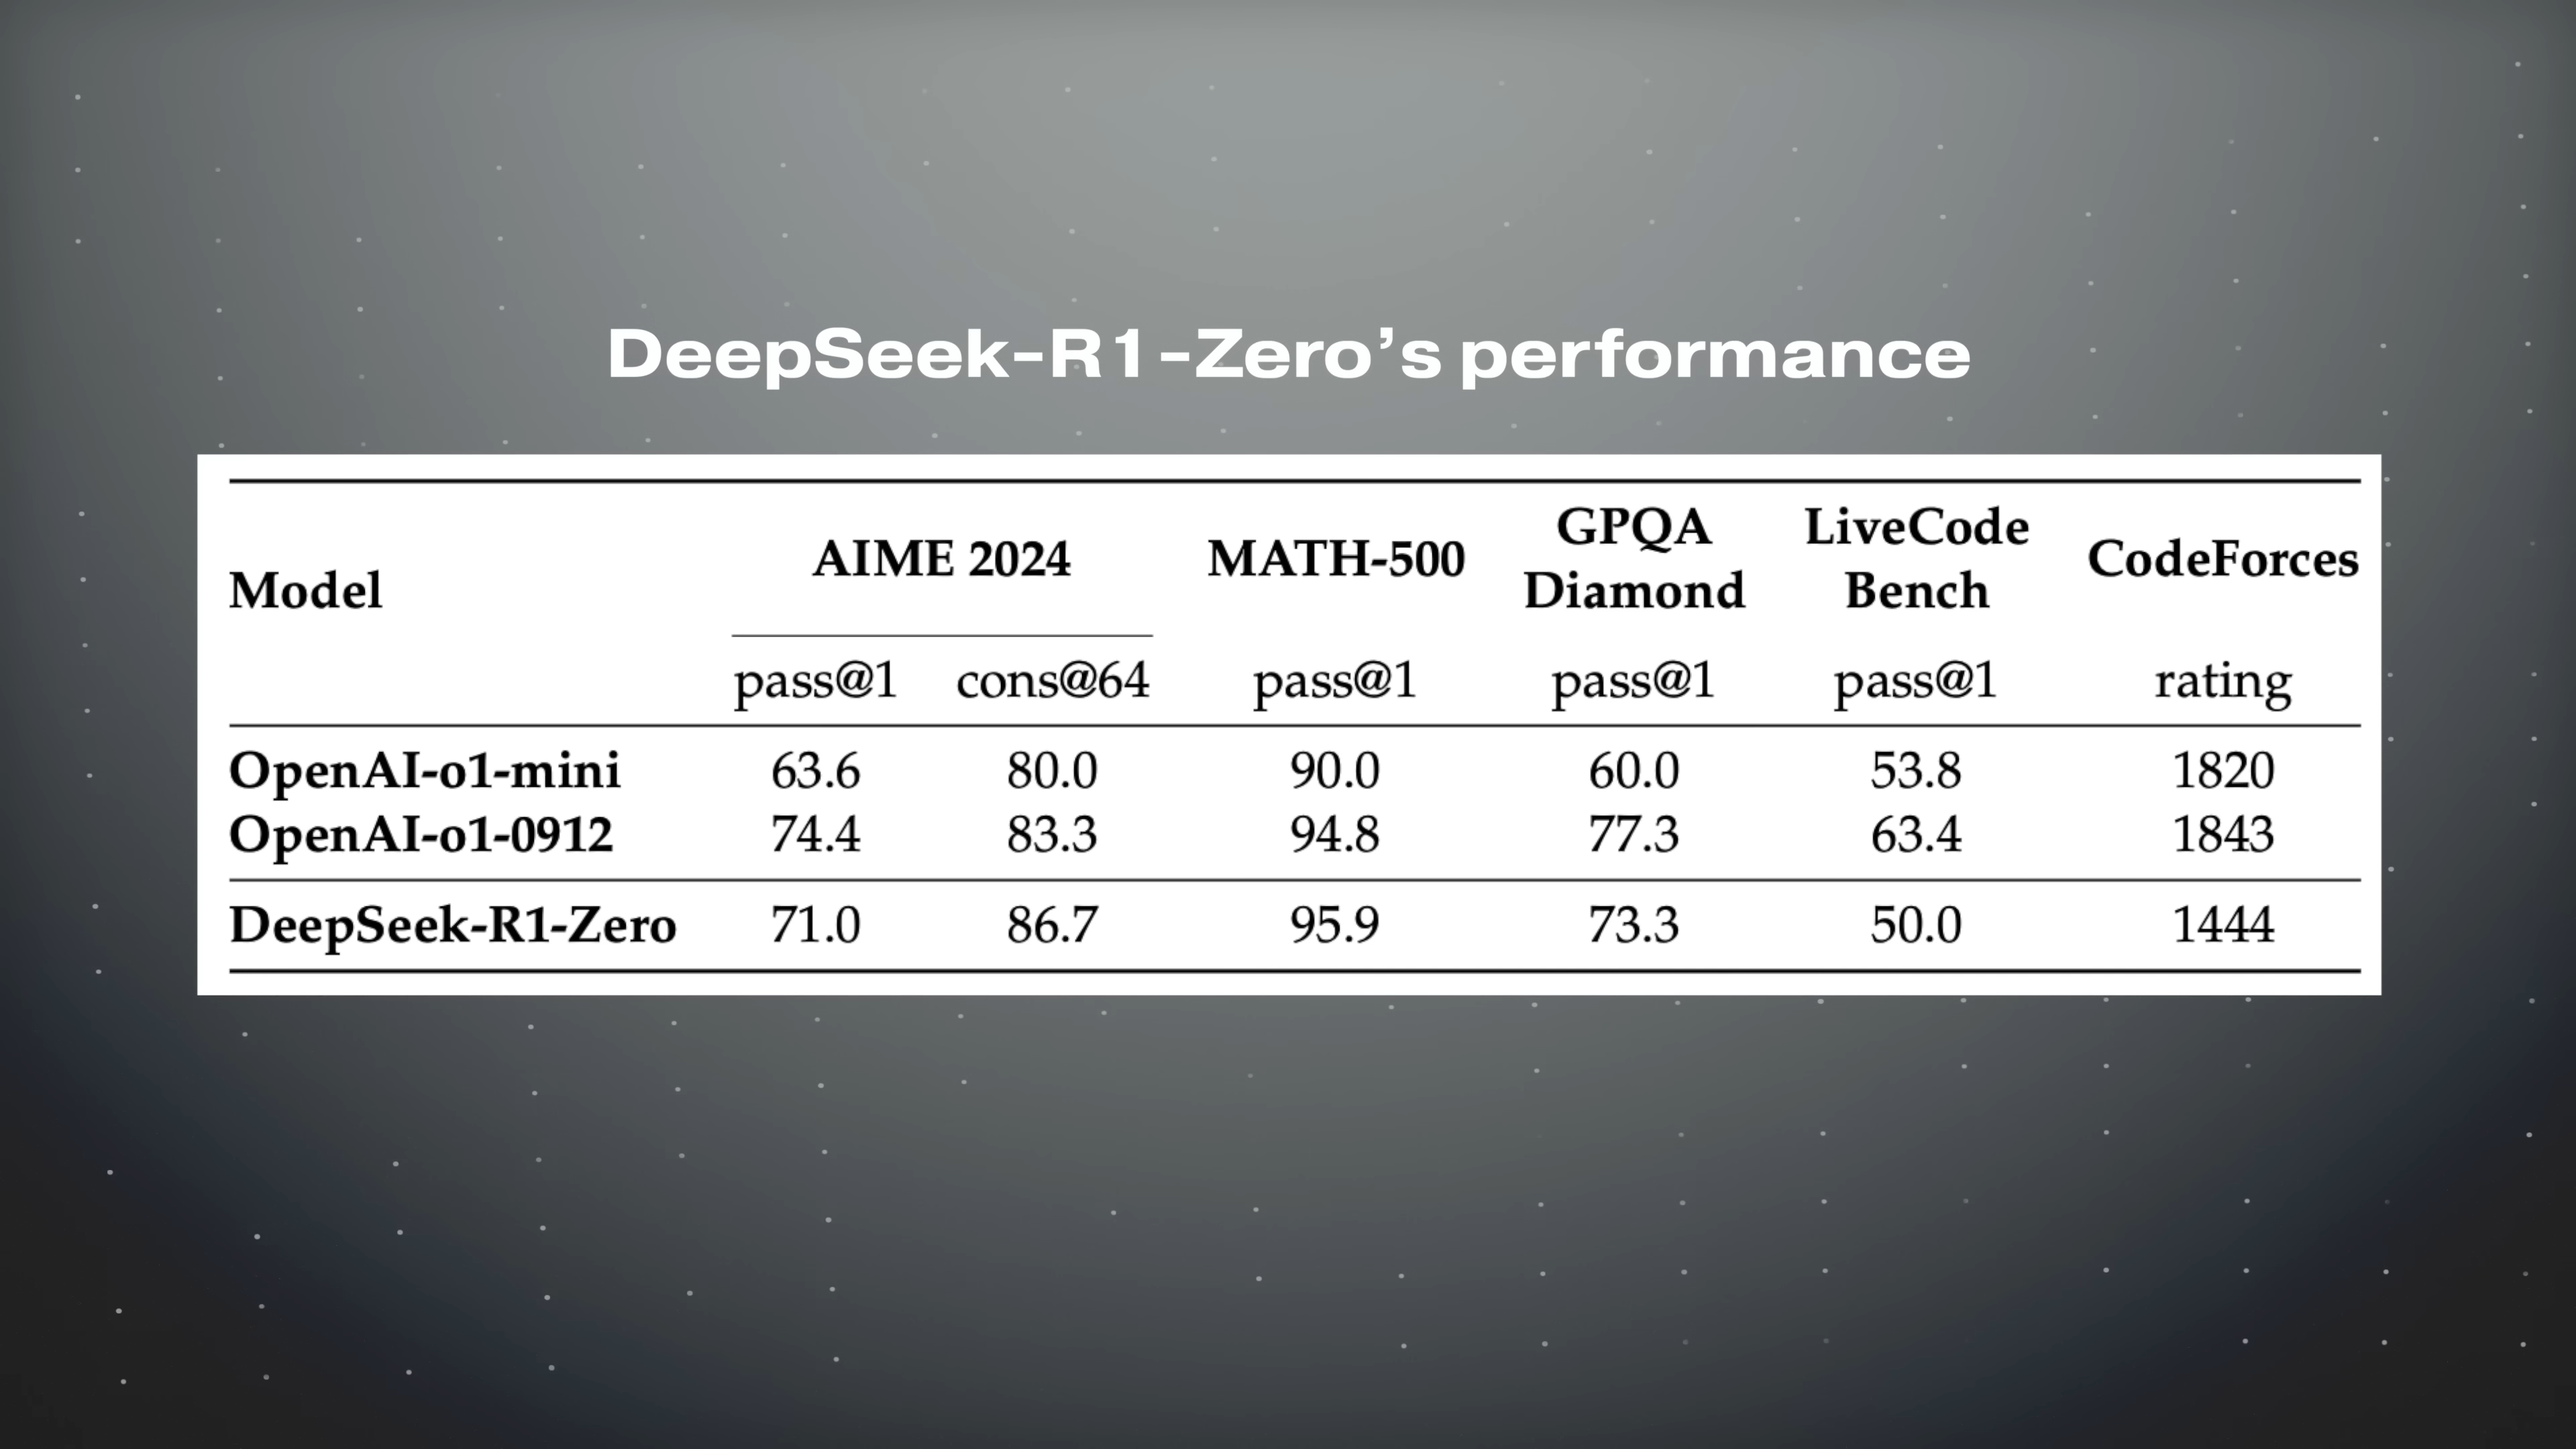 DeepSeek-R1-Zero’s performance
Model AIME 2024 MATH-500 GPQA Diamond LiveCode Bench CodeForces
pass@1 cons@64 pass@1 pass@1 pass@1 rating
OpenAI-o1-mini 63.6 80.0 90.0 60.0 53.8 1820
OpenAI-o1-0912 74.4 83.3 94.8 77.3 63.4 1843
DeepSeek-R1-Zero 71.0 86.7 95.9 73.3 50.0 1444